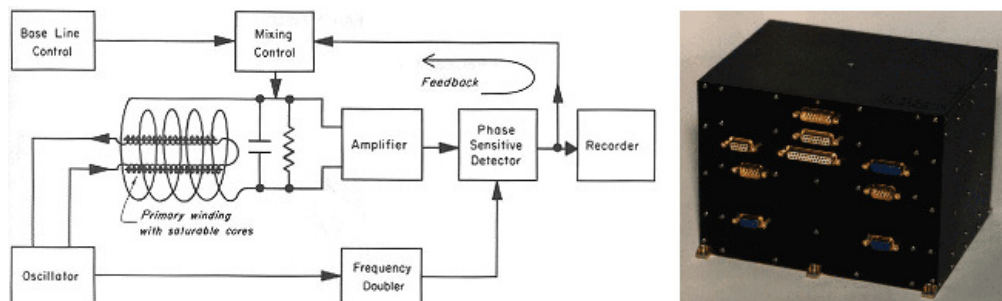 Base Line
Control
Mixing
Control
Feedback
Amplifier
Phase
Sensitive
Detector
Recorder
Primary winding
with saturable cores
Oscillator
Frequency
Doubler